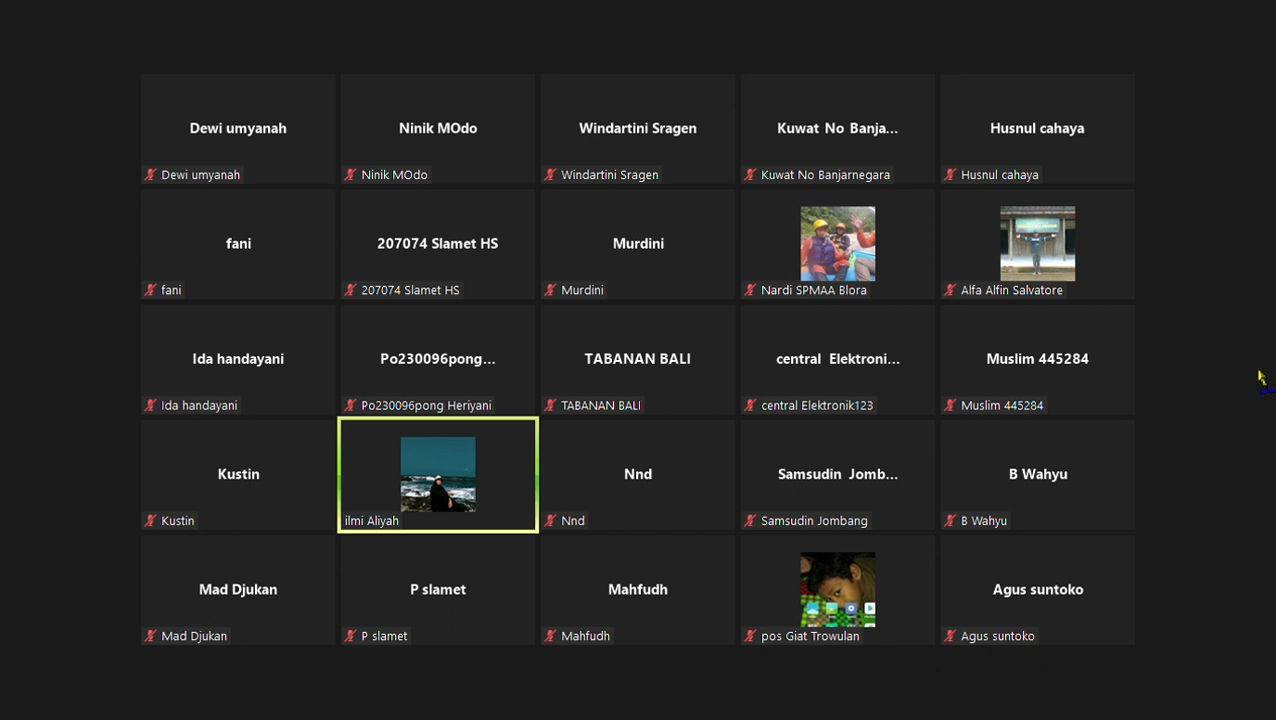 Dewi umyanah
Dewi umyanah
Ninik MOdo
Ninik MOdo
Windartini Sragen
Windartini Sragen
Kuwat No Banja...
Kuwat No Banjarnegara
Husnul cahaya
Husnul cahaya
fani
fani
207074 Slamet HS
207074 Slamet HS
Murdini
Murdini
Nardi SPMAA Blora
Alfa Alfin Salvatore
Ida handayani
Ida handayani
Po230096pong...
Po230096pong Heriyani
TABANAN BALI
TABANAN BALI
central Elektroni...
central Elektronik123
Muslim 445284
Muslim 445284
Kustin
Kustin
ilmi Aliyah
Nnd
Nnd
Samsudin Jomb...
Samsudin Jombang
B Wahyu
B Wahyu
Mad Djukan
Mad Djukan
P slamet
P slamet
Mahfudh
Mahfudh
pos Giat Trowulan
Agus suntoko
Agus suntoko